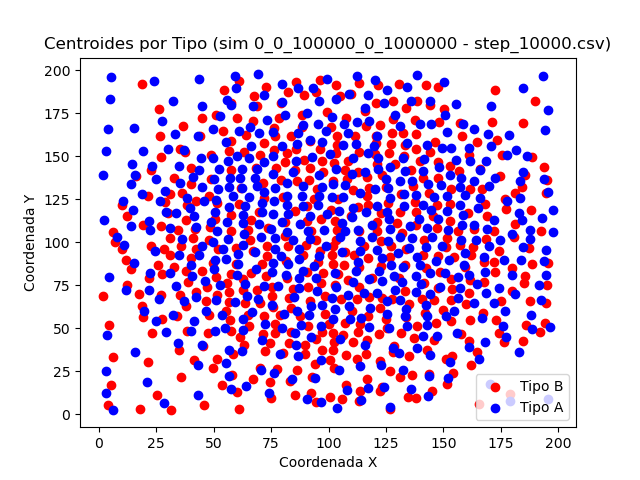 Centroides por Tipo (sim 0_0_100000_0_1000000 - step_10000.csv)
200
175
150
125
100
75
50
25
0
Coordenada Y
0 25 50 75 100 125 150 175 200
Coordenada X
Tipo B
Tipo A